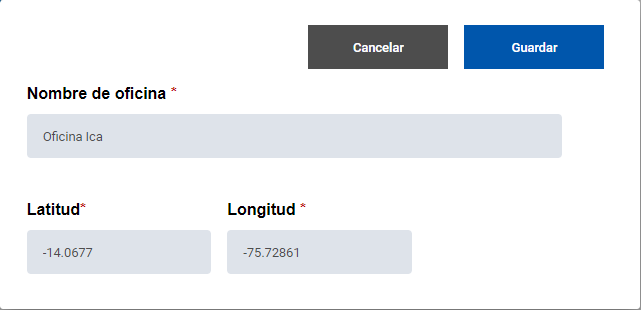 Cancelar Guardar
Nombre de oficina *
Oficina Ica
Latitud* Longitud *
-14.0677 -75.72861